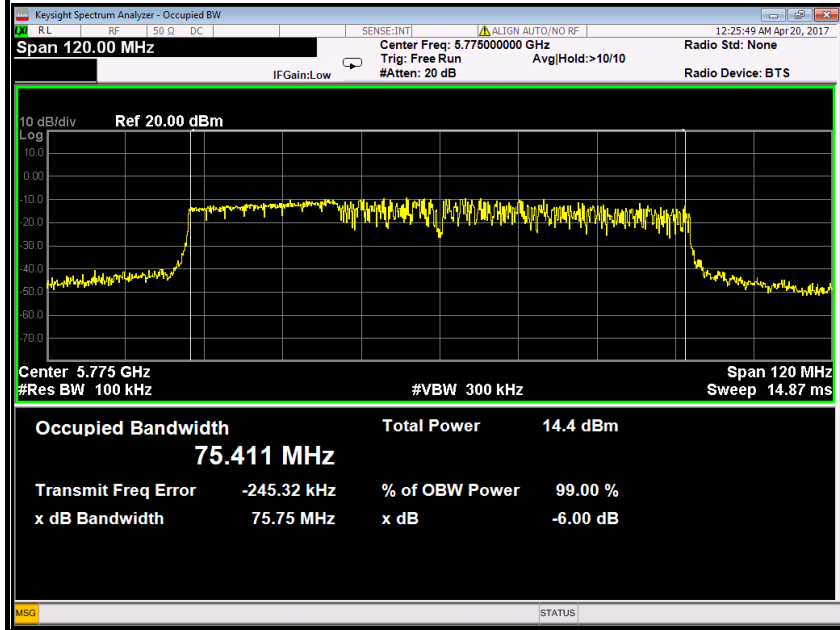 Keysight Spectrum Analyzer - Occupied BW
LXI RL RF 50 Ω DC SENSE:INT ALIGN AUTO/NO RF 12:25:49 AM Apr 20, 2017
Span 120.00 MHz Center Freq: 5.775000000 GHz Radio Std: None
Trig: Free Run Avg|Hold:>10/10
IFGain:Low #Atten: 20 dB Radio Device: BTS
10 dB/div Ref 20.00 dBm
Log
10.0
0.00
-10.0
-20.0
-30.0
-40.0
-50.0
-60.0
-70.0
Center 5.775 GHz Span 120 MHz
#Res BW 100 kHz #VBW 300 kHz Sweep 14.87 ms
Occupied Bandwidth Total Power 14.4 dBm
75.411 MHz
Transmit Freq Error -245.32 kHz % of OBW Power 99.00 %
x dB Bandwidth 75.75 MHz x dB -6.00 dB
MSG STATUS